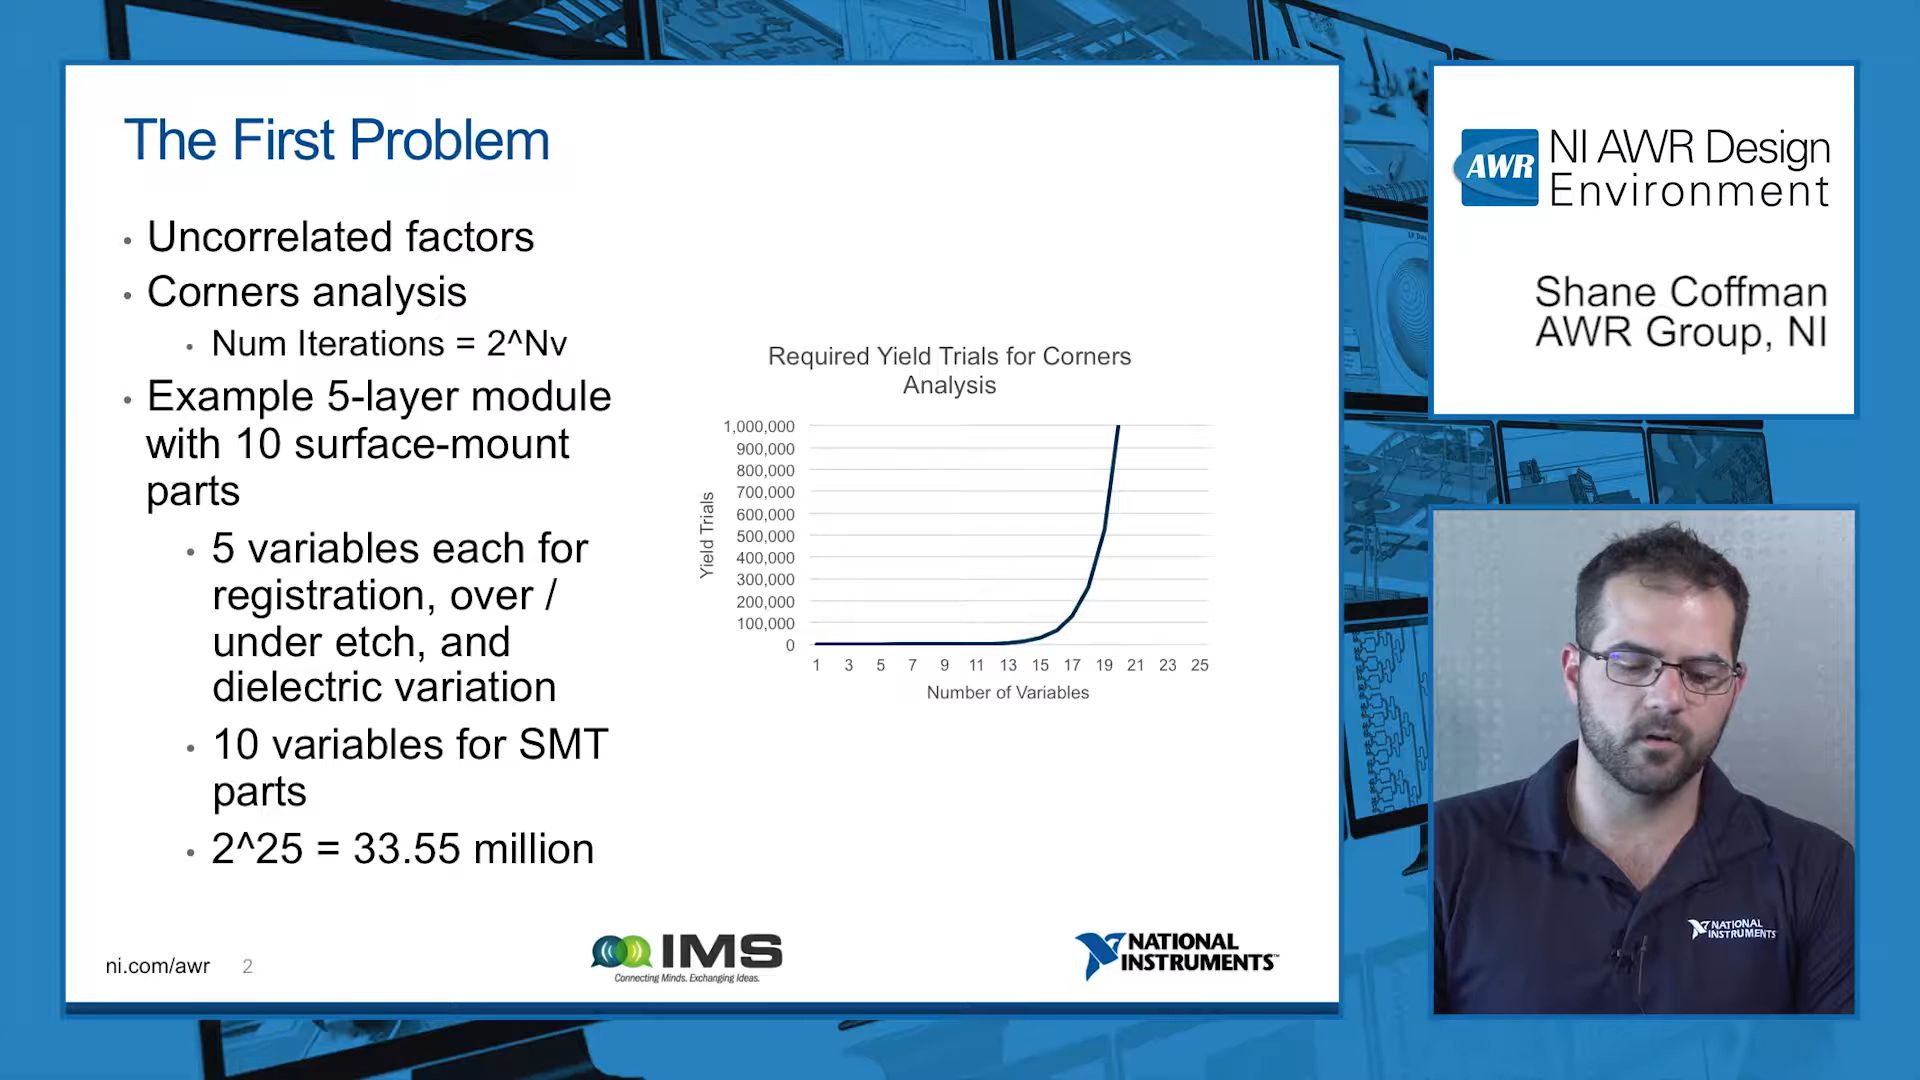 The First Problem
• Uncorrelated factors
• Corners analysis
• Num Iterations = 2^Nv
• Example 5-layer module
with 10 surface-mount
parts
• 5 variables each for
registration, over /
under etch, and
dielectric variation
• 10 variables for SMT
parts
• 2^25 = 33.55 million
Required Yield Trials for Corners
Analysis
Yield Trials
1,000,000
900,000
800,000
700,000
600,000
500,000
400,000
300,000
200,000
100,000
0
1 3 5 7 9 11 13 15 17 19 21 23 25
Number of Variables
ni.com/awr 2
IMS
Connecting Minds. Exchanging Ideas.
NATIONAL
INSTRUMENTS™
AWR
NI AWR Design
Environment
Shane Coffman
AWR Group, NI
NATIONAL
INSTRUMENTS